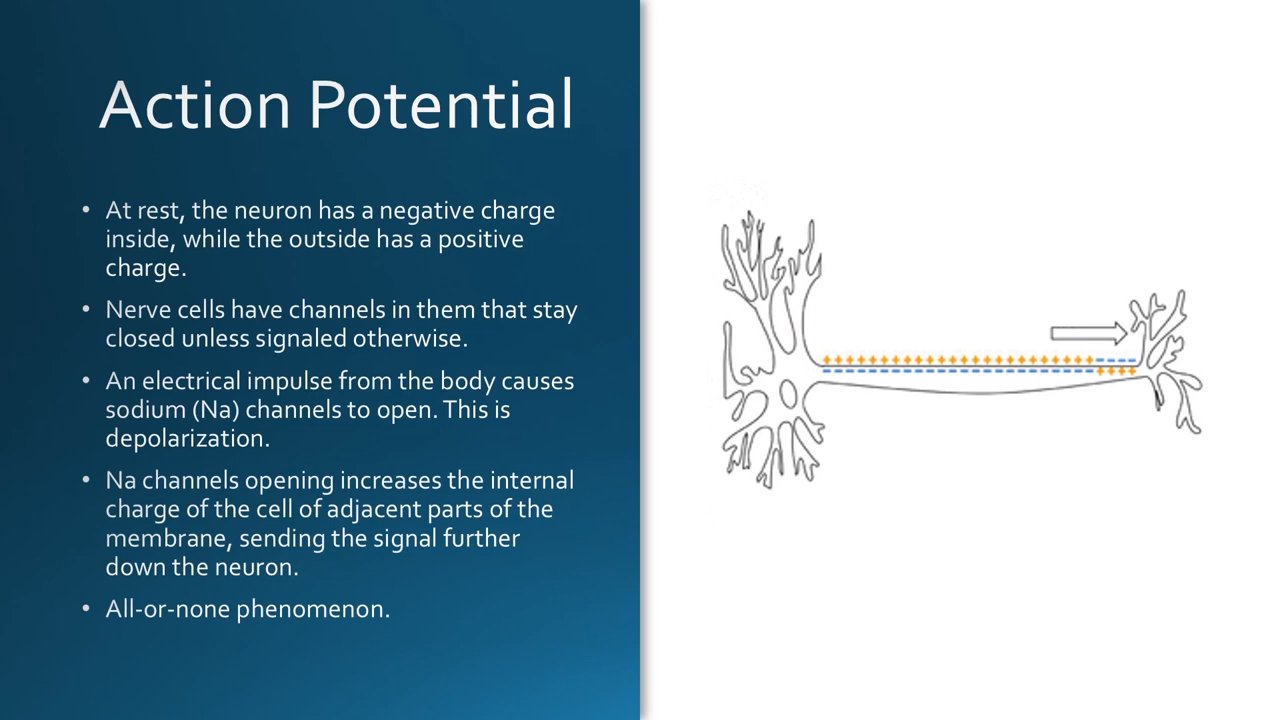 Action Potential
• At rest, the neuron has a negative charge
inside, while the outside has a positive
charge.
• Nerve cells have channels in them that stay
closed unless signaled otherwise.
• An electrical impulse from the body causes
sodium (Na) channels to open. This is
depolarization.
• Na channels opening increases the internal
charge of the cell of adjacent parts of the
membrane, sending the signal further
down the neuron.
• All-or-none phenomenon.